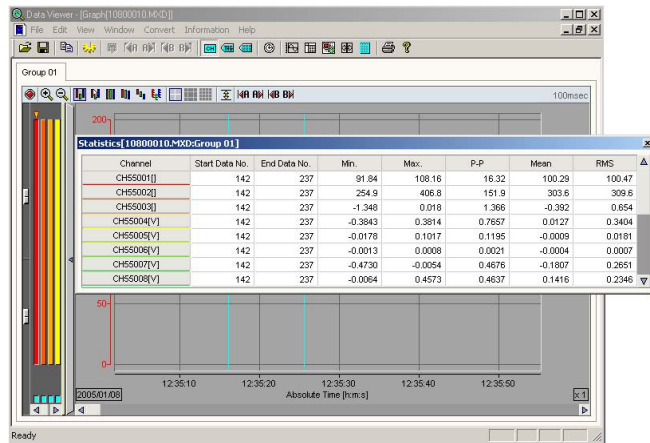 Data Viewer - [Graph[10800010.MXD]]
File Edit View Window Convert Information Help
Group 01
100msec
200
Statistics[10800010.MXD:Group 01]
Channel Start Data No. End Data No. Min. Max. P-P Mean RMS
CH55001[] 142 237 91.84 108.16 16.32 100.29 100.47
CH55002[] 142 237 254.9 406.8 151.9 303.6 309.6
CH55003[] 142 237 -1.348 0.018 1.366 -0.392 0.654
CH55004[V] 142 237 -0.3843 0.3814 0.7657 0.0127 0.3404
CH55005[V] 142 237 -0.0178 0.1017 0.1195 -0.0009 0.0181
CH55006[V] 142 237 -0.0013 0.0008 0.0021 -0.0004 0.0007
CH55007[V] 142 237 -0.4730 -0.0054 0.4676 -0.1807 0.2651
CH55008[V] 142 237 -0.0064 0.4573 0.4637 0.1416 0.2346
50
0
12:35:10 12:35:20 12:35:30 12:35:40 12:35:50
2005/01/08 Absolute Time [h:m:s] x 1
Ready